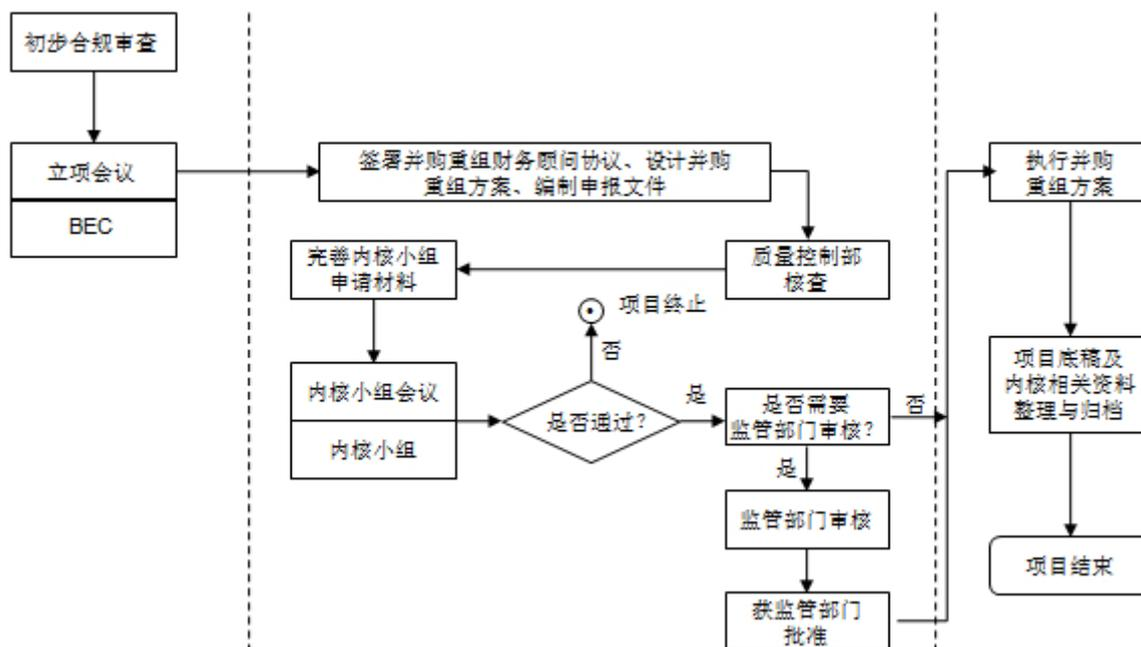 初步合规审查
立项会议
BEC
签署并购重组财务顾问协议、设计并购
重组方案、编制申报文件
质量控制部
核查
完善内核小组
申请材料
项目终止
否
内核小组会议
内核小组
是否通过？
是
是否需要
监管部门审核？
否
是
监管部门审核
获监管部门
批准
执行并购
重组方案
项目底稿及
内核相关资料
整理与归档
项目结束